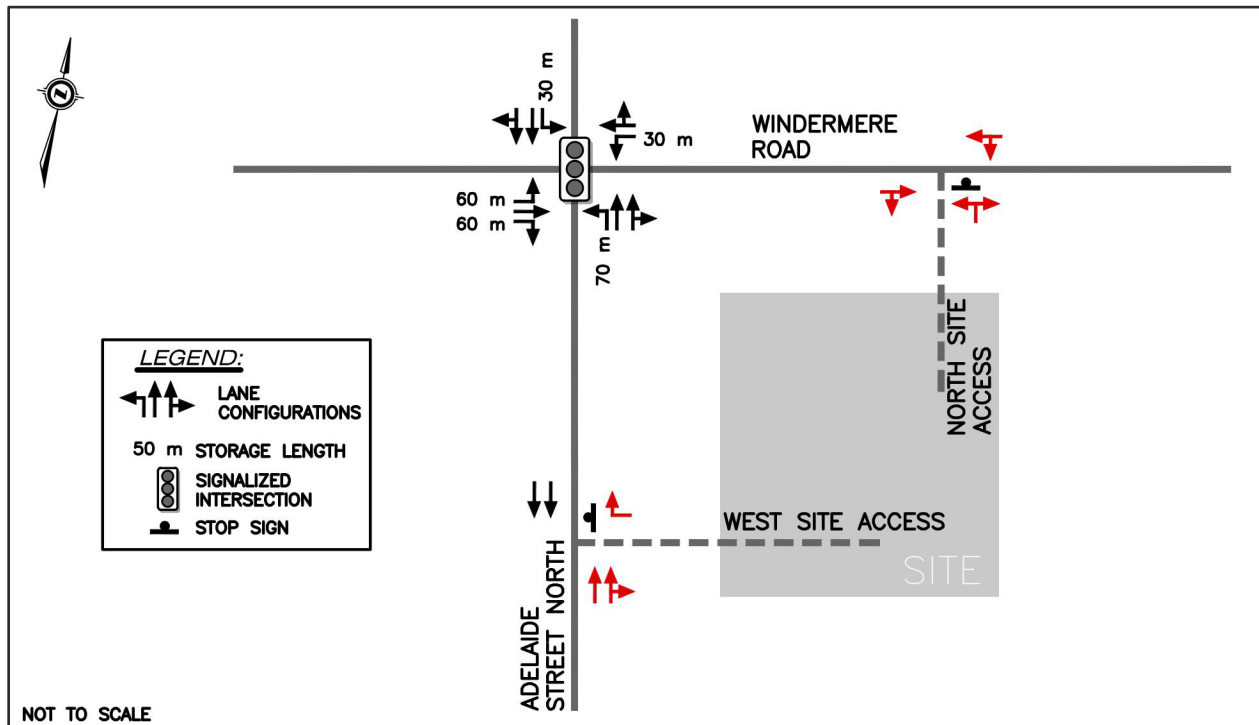 30 m
WINDERMERE
ROAD
30 m
60 m
60 m
70 m
LEGEND:
LANE
CONFIGURATIONS
50 m STORAGE LENGTH
SIGNALIZED
INTERSECTION
STOP SIGN
NORTH SITE
ACCESS
WEST SITE ACCESS
SITE
ADELAIDE
STREET NORTH
NOT TO SCALE